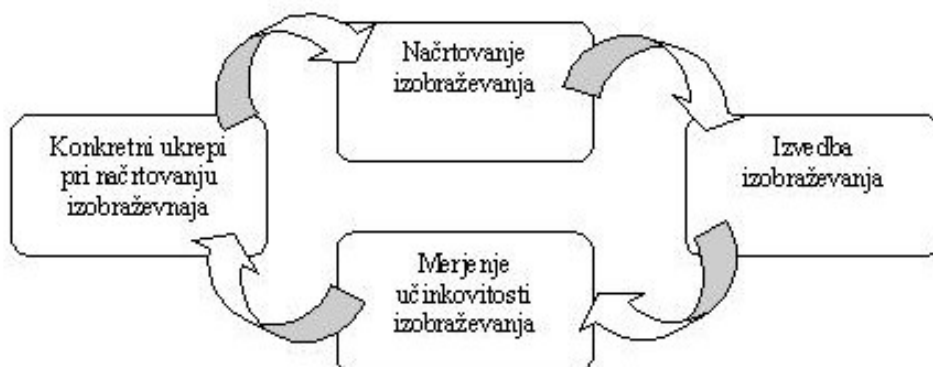 Načrtovanje
izobraževanja
Izvedba
izobraževanja
Merjenje
učinkovitosti
izobraževanja
Konkretni ukrepi
pri načrtovanju
izobraževnaja